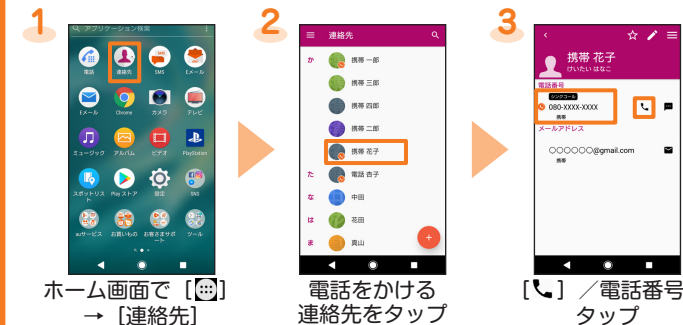 1
アプリケーション検索
電話
連絡先
SMS
Eメール
Eメール
Chrome
カメラ
テレビ
ミュージック
アルバム
ビデオ
PlayStation
スポットリスト
Play ストア
設定
SNS
auサービス
お買いもの
お客さまサポート
ツール
ホーム画面で［
］
→［連絡先］
2
連絡先
か
携帯 一郎
携帯 三郎
携帯 四郎
携帯 二郎
携帯 花子
た
電話 杏子
な
中田
は
花田
ま
真山
電話をかける
連絡先をタップ
3
携帯 花子
けいたい はなこ
電話番号
シンクコール
080-XXXX-XXXX
携帯
メールアドレス
○○○○○○@gmail.com
携帯
［
］／電話番号
タップ